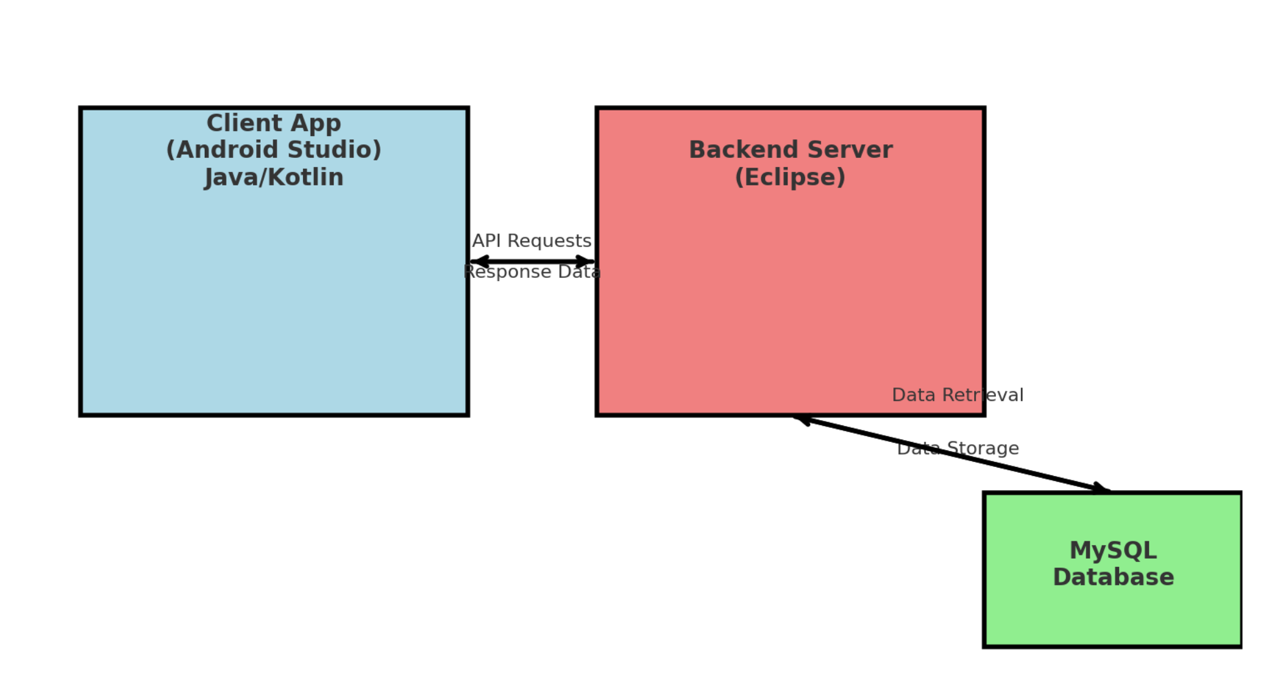 Client App
(Android Studio)
Java/Kotlin
Backend Server
(Eclipse)
API Requests
Response Data
Data Retrieval
Data Storage
MySQL
Database